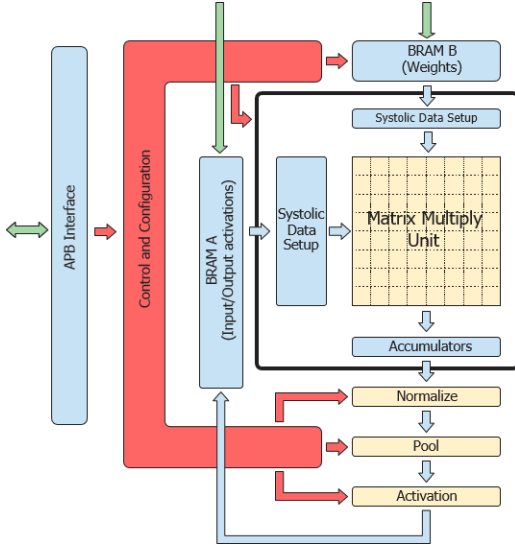 BRAM B
(Weights)
Systolic Data Setup
APB Interface
Control and Configuration
BRAM A
(Input/Output activations)
Systolic
Data
Setup
Matrix Multiply
Unit
Accumulators
Normalize
Pool
Activation